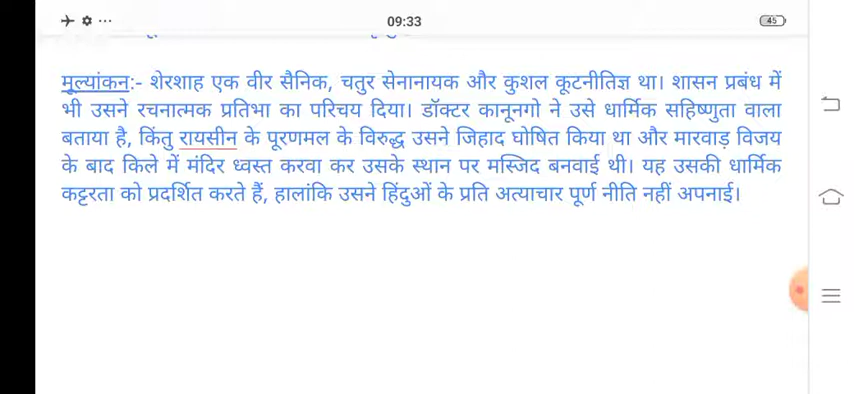 09:33
45
मूल्यांकन:- शेरशाह एक वीर सैनिक, चतुर सेनानायक और कुशल कूटनीतिज्ञ था। शासन प्रबंध में
भी उसने रचनात्मक प्रतिभा का परिचय दिया। डॉक्टर कानूनगो ने उसे धार्मिक सहिष्णुता वाला
बताया है, किंतु रायसीन के पूरणमल के विरुद्ध उसने जिहाद घोषित किया था और मारवाड़ विजय
के बाद किले में मंदिर ध्वस्त करवा कर उसके स्थान पर मस्जिद बनवाई थी। यह उसकी धार्मिक
कट्टरता को प्रदर्शित करते हैं, हालांकि उसने हिंदुओं के प्रति अत्याचार पूर्ण नीति नहीं अपनाई।